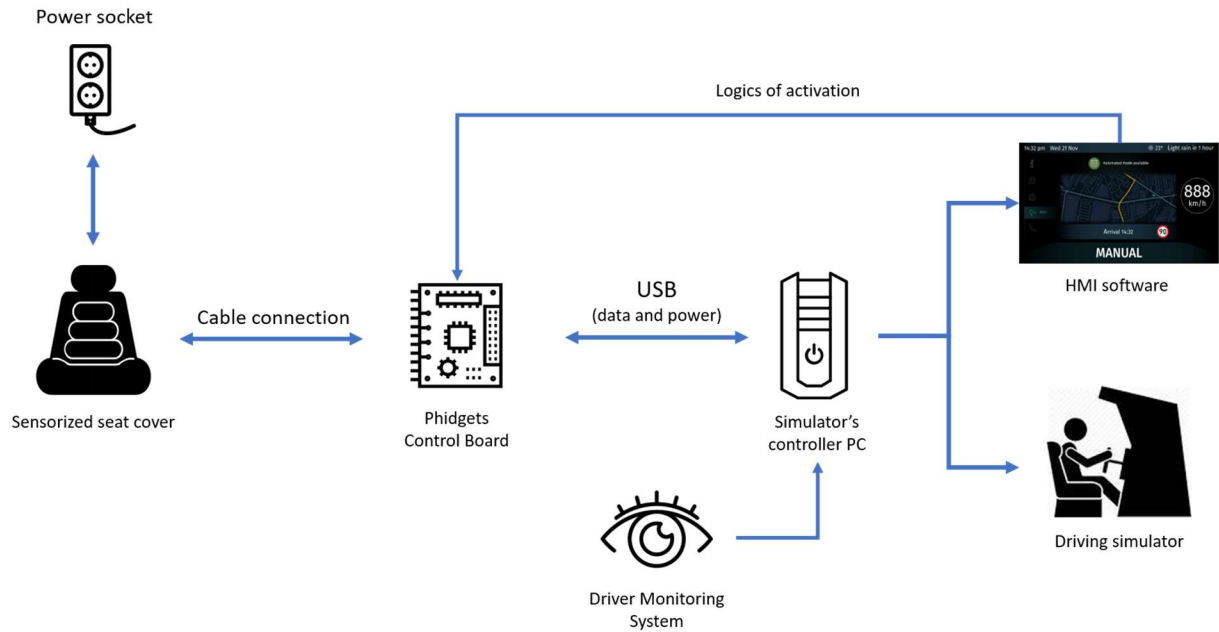 Power socket
Logics of activation
14:32 pm Wed 21 Nov
23° Light rain in 1 hour
Automated mode available
888
km/h
Arrival 14:32
90
MANUAL
HMI software
USB
(data and power)
Cable connection
Sensorized seat cover
Phidgets
Control Board
Simulator's
controller PC
Driving simulator
Driver Monitoring
System